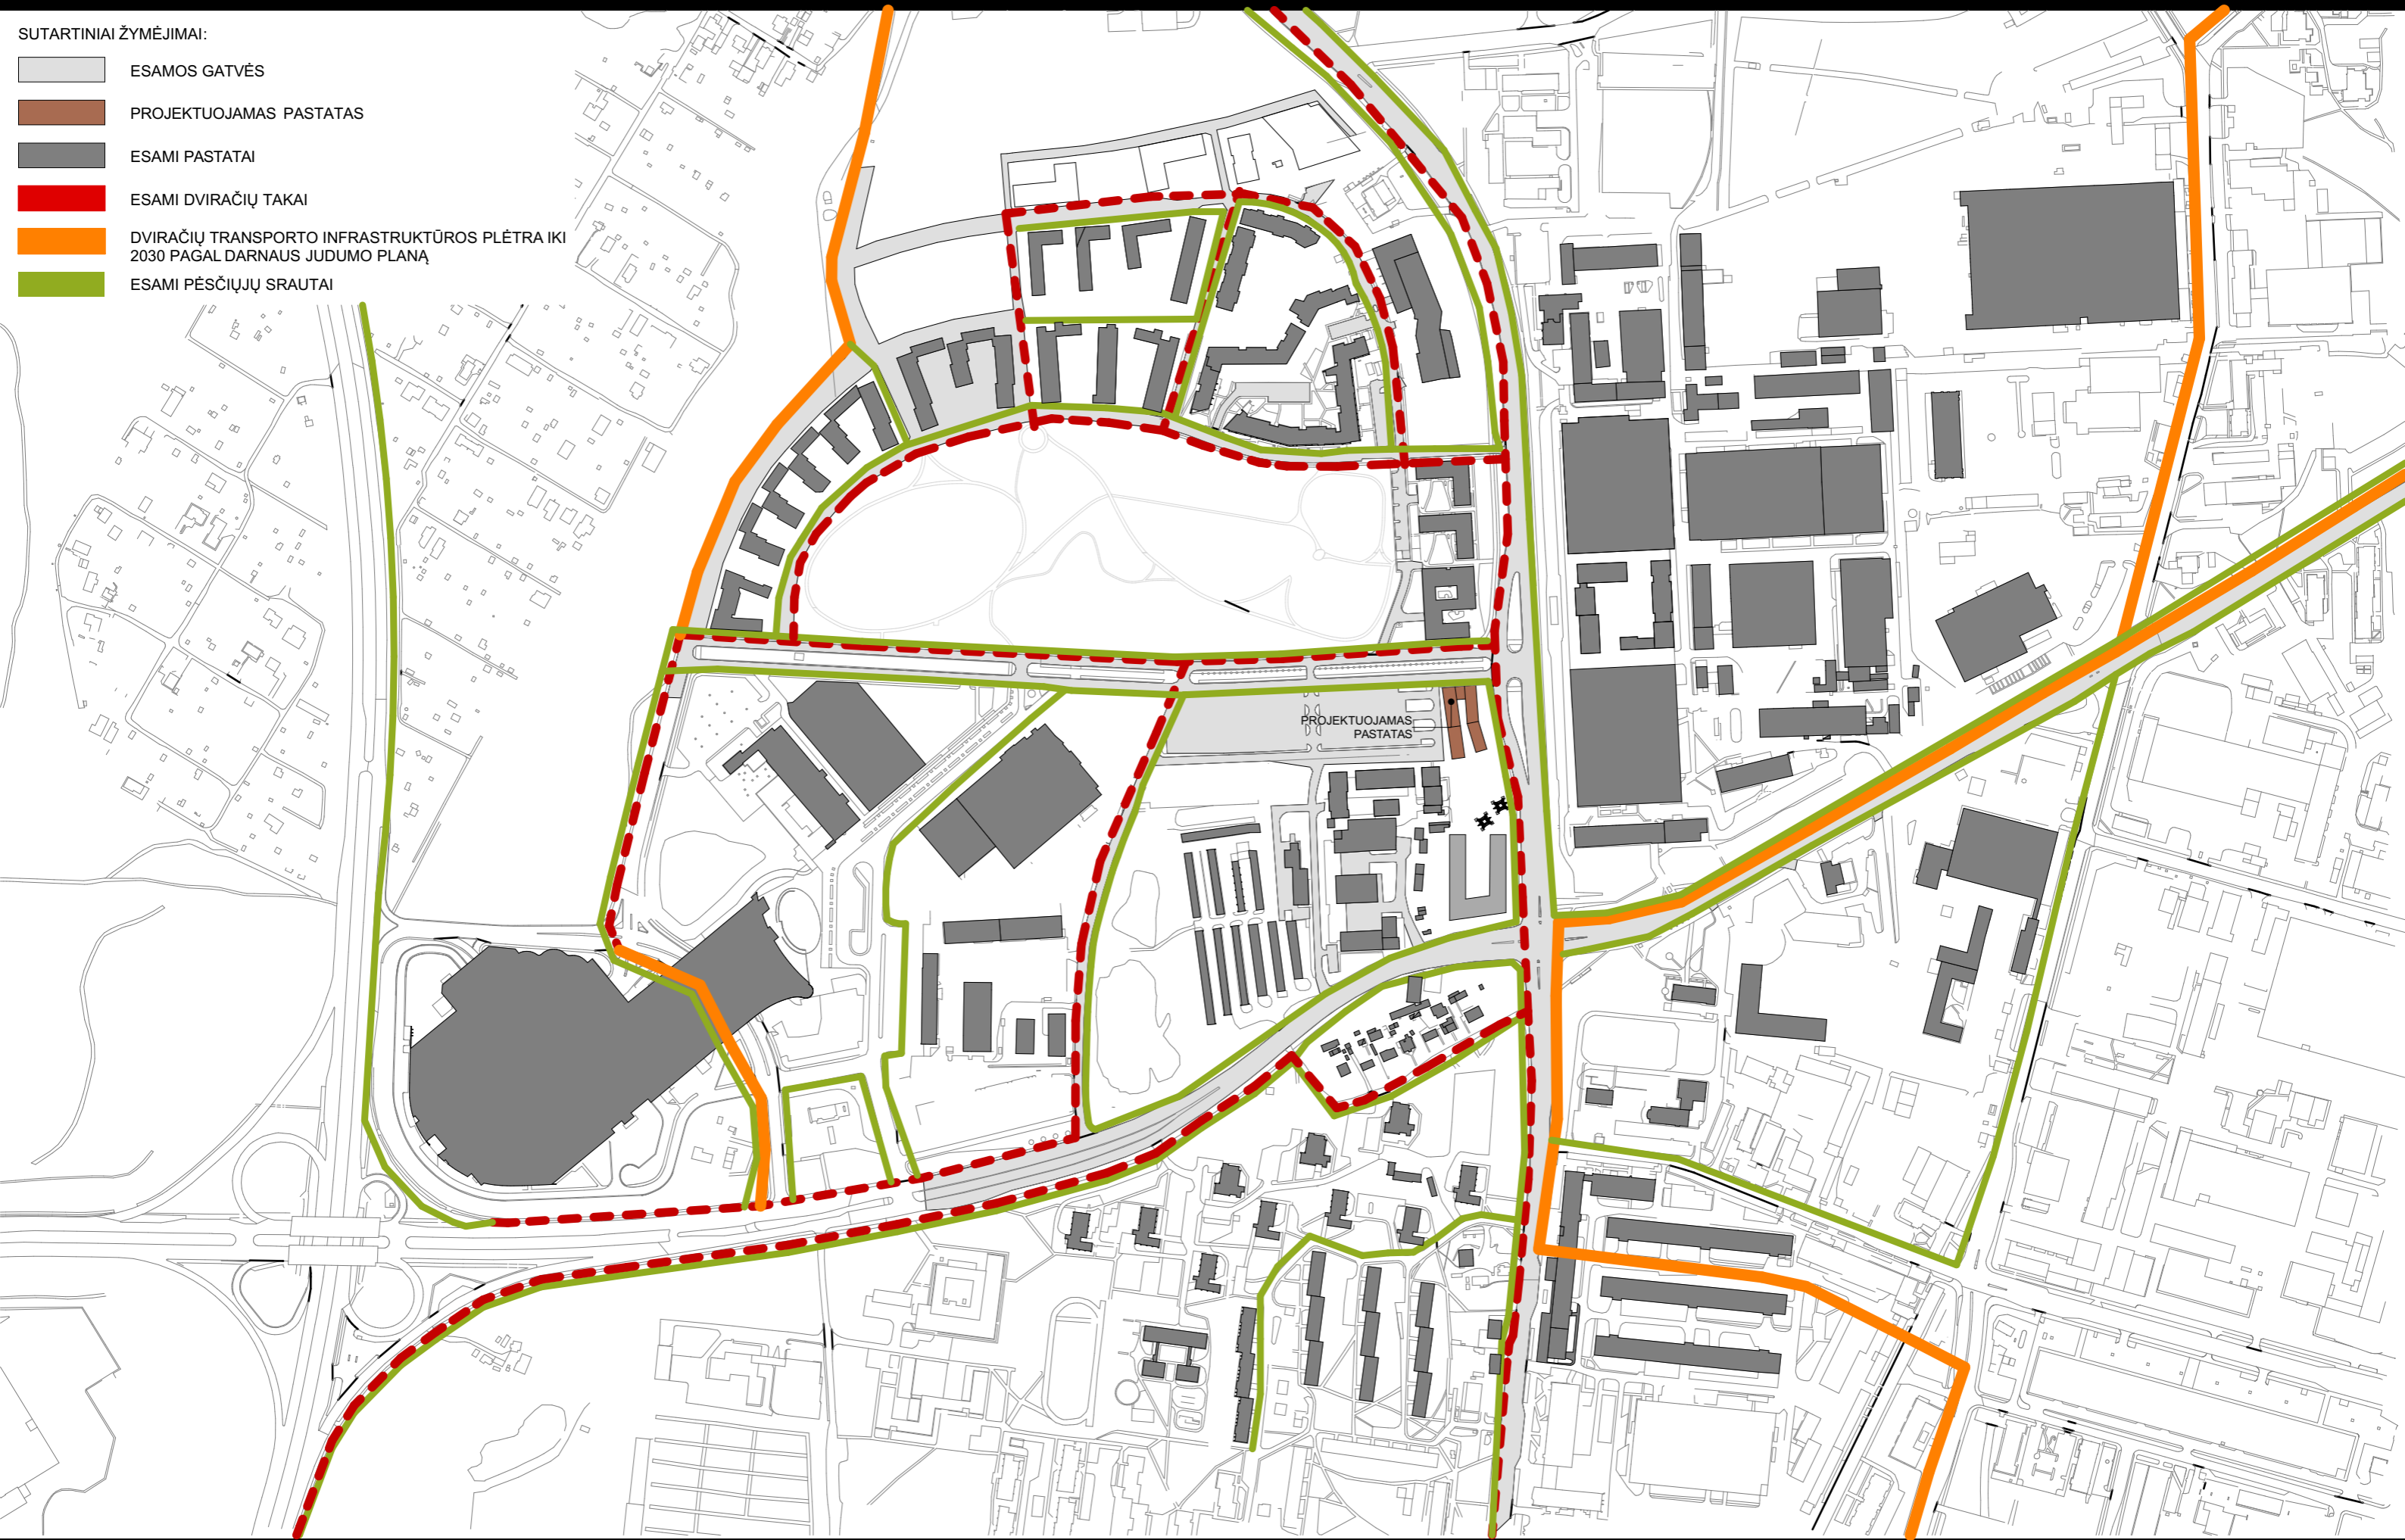 SUTARTINIAI ŽYMĖJIMAI:
ESAMOS GATVĖS
PROJEKTUOJAMAS PASTATAS
ESAMI PASTATAI
ESAMI DVIRAČIŲ TAKAI
DVIRAČIŲ TRANSPORTO INFRASTRUKTŪROS PLĖTRA IKI
2030 PAGAL DARNAUS JUDUMO PLANĄ
ESAMI PĖSČIŲJŲ SRAUTAI
PROJEKTUOJAMAS
PASTATAS